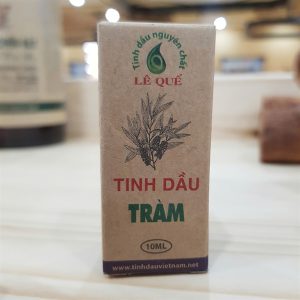 Tinh dầu nguyên chất
LÊ QUẾ
TINH DẦU
TRÀM
10ML
www.tinhdauvietnam.net